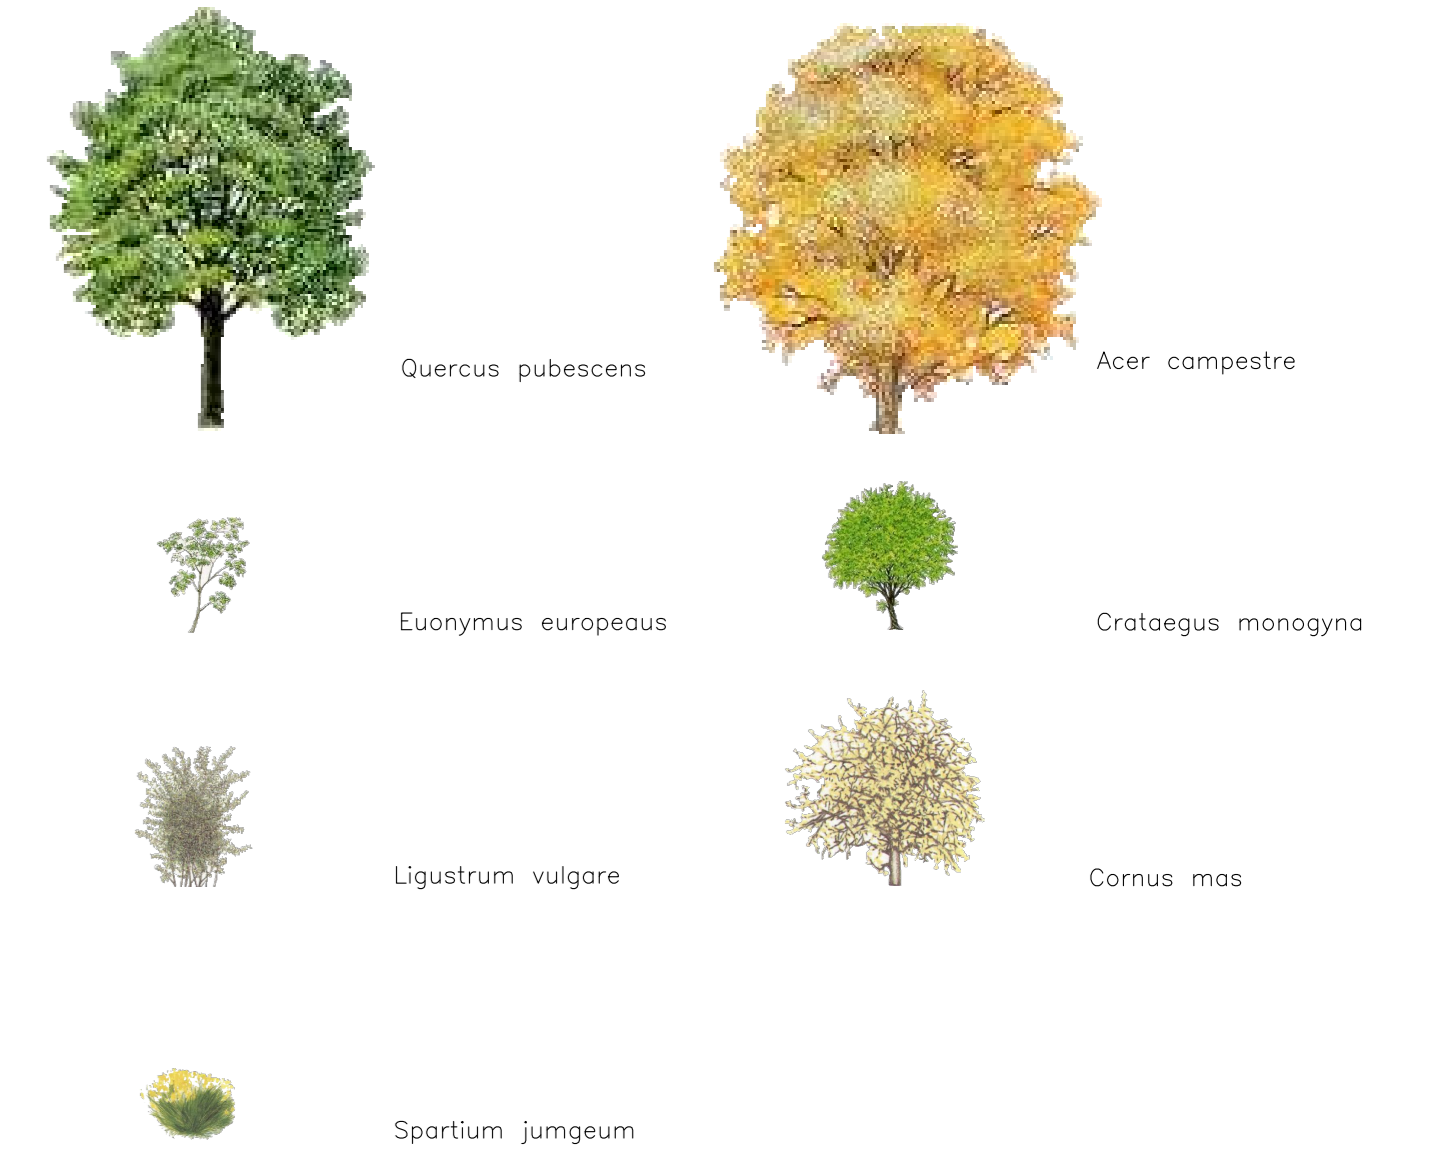 Quercus pubescens
Acer campestre
Euonymus europeaus
Crataegus monogyna
Ligustrum vulgare
Cornus mas
Spartium jumgeum